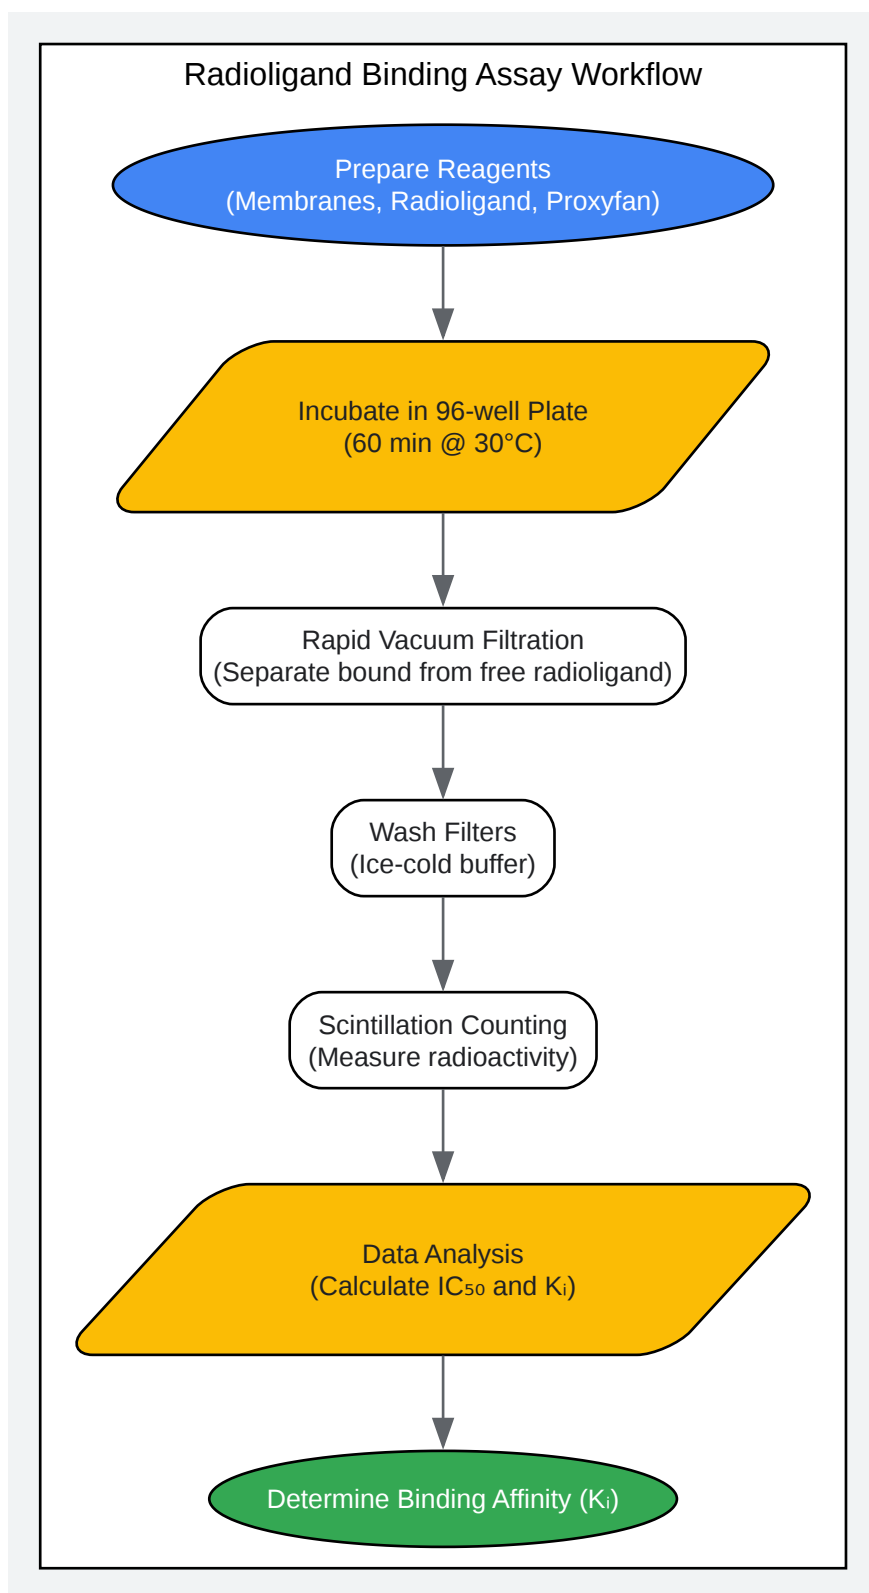 Radioligand Binding Assay Workflow
Prepare Reagents
(Membranes, Radioligand, Proxyfan)
Incubate in 96-well Plate
(60 min @ 30°C)
Rapid Vacuum Filtration
(Separate bound from free radioligand)
Wash Filters
(Ice-cold buffer)
Scintillation Counting
(Measure radioactivity)
Data Analysis
(Calculate IC₅₀ and Kᵢ)
Determine Binding Affinity (Kᵢ)